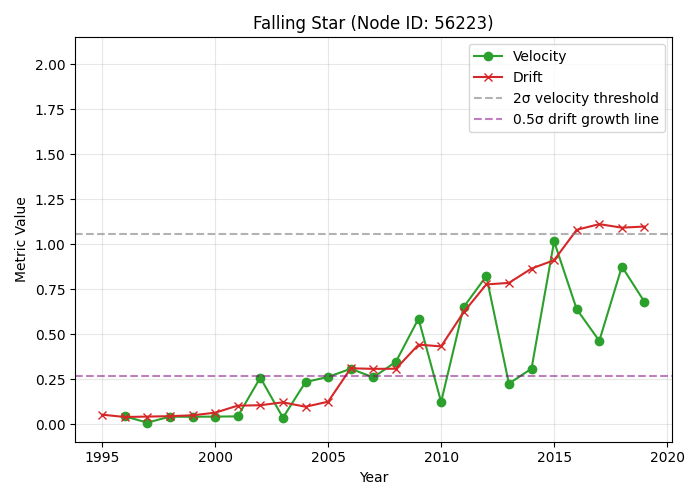 Falling Star (Node ID: 56223)
Metric Value
2.00
1.75
1.50
1.25
1.00
0.75
0.50
0.25
0.00
Velocity
Drift
2σ velocity threshold
0.5σ drift growth line
1995
2000
2005
2010
2015
2020
Year